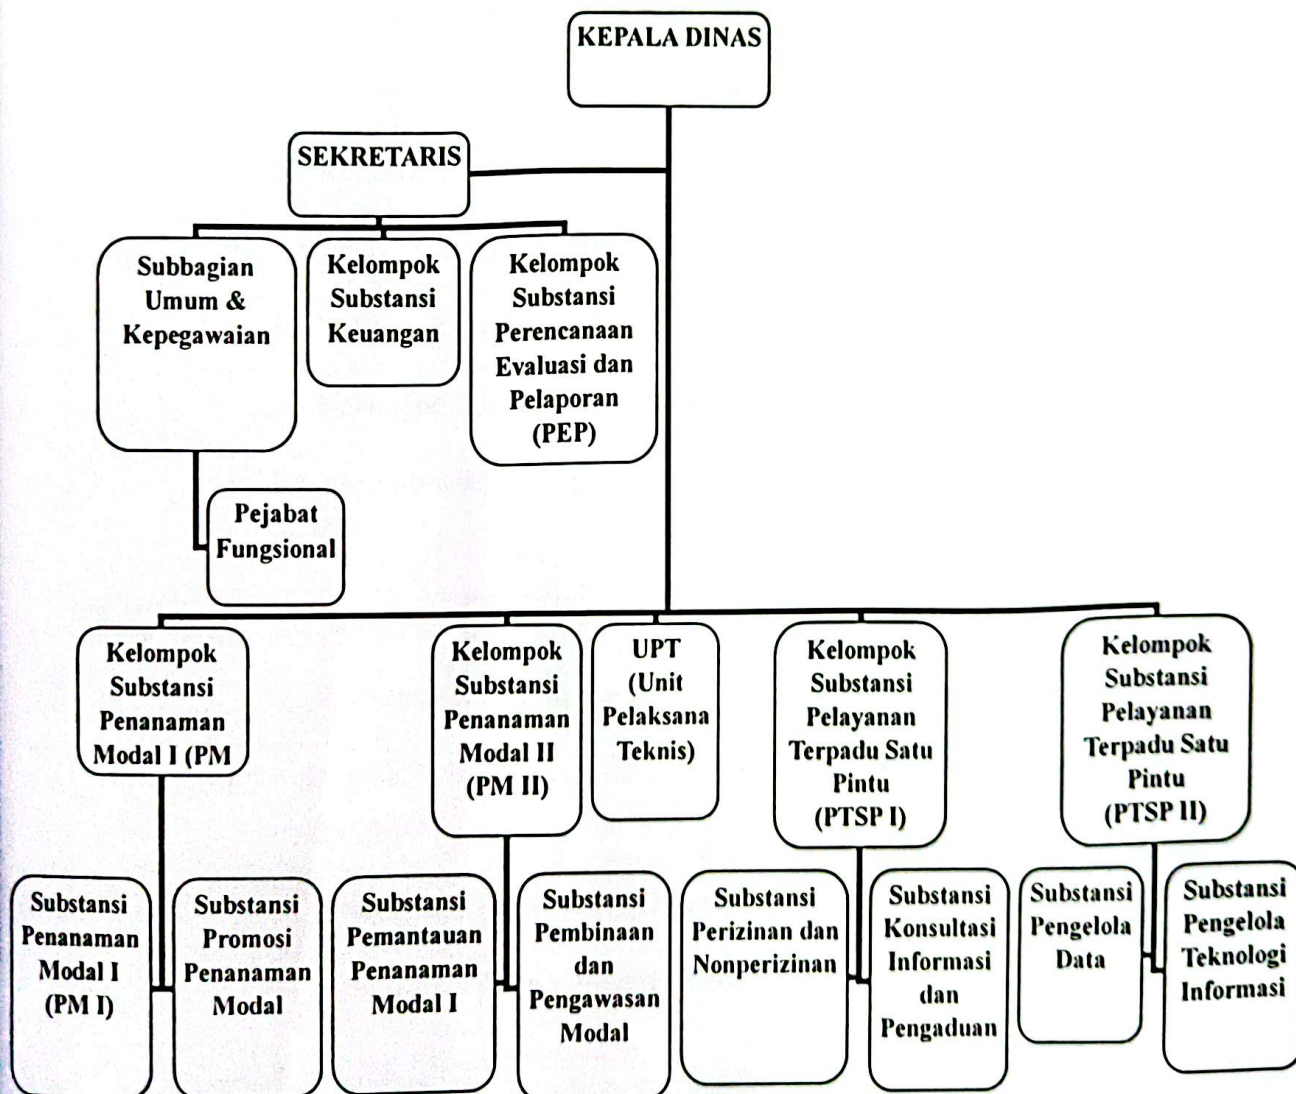 KEPALA DINAS
SEKRETARIS
Subbagian
Umum &
Kepegawaian
Kelompok
Substansi
Keuangan
Kelompok
Substansi
Perencanaan
Evaluasi dan
Pelaporan
(PEP)
Pejabat
Fungsional
Kelompok
Substansi
Penanaman
Modal I (PM
Kelompok
Substansi
Penanaman
Modal II
(PM II)
UPT
(Unit
Pelaksana
Teknis)
Kelompok
Substansi
Pelayanan
Terpadu Satu
Pintu
(PTSP I)
Kelompok
Substansi
Pelayanan
Terpadu Satu
Pintu
(PTSP II)
Substansi
Penanaman
Modal I
(PM I)
Substansi
Promosi
Penanaman
Modal
Substansi
Pemantauan
Penanaman
Modal I
Substansi
Pembinaan
dan
Pengawasan
Modal
Substansi
Perizinan dan
Nonperizinan
Substansi
Konsultasi
Informasi
dan
Pengaduan
Substansi
Pengelola
Data
Substansi
Pengelola
Teknologi
Informasi